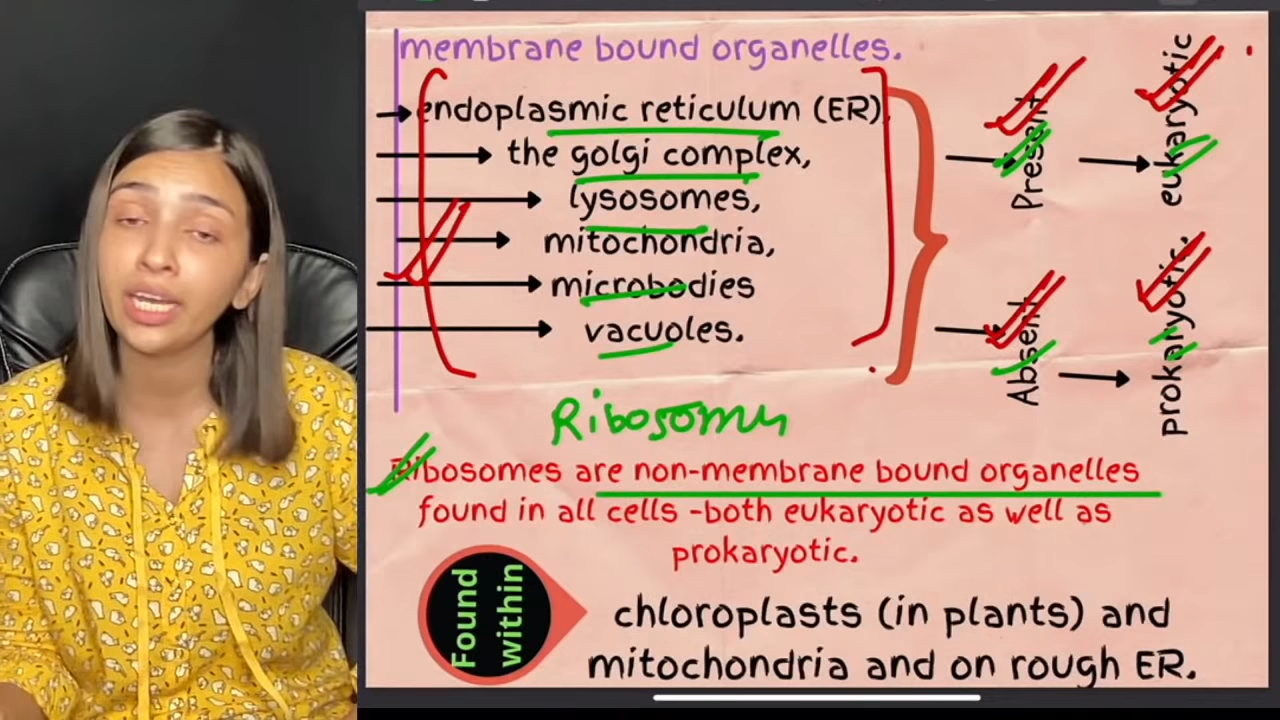 membrane bound organelles.
endoplasmic reticulum (ER),
the golgi complex,
lysosomes,
mitochondria,
microbodies
vacuoles.
Present
eukaryotic
Absent
prokaryotic.
Ribosomes
Ribosomes are non-membrane bound organelles
found in all cells -both eukaryotic as well as
prokaryotic.
Found
within
chloroplasts (in plants) and
mitochondria and on rough ER.